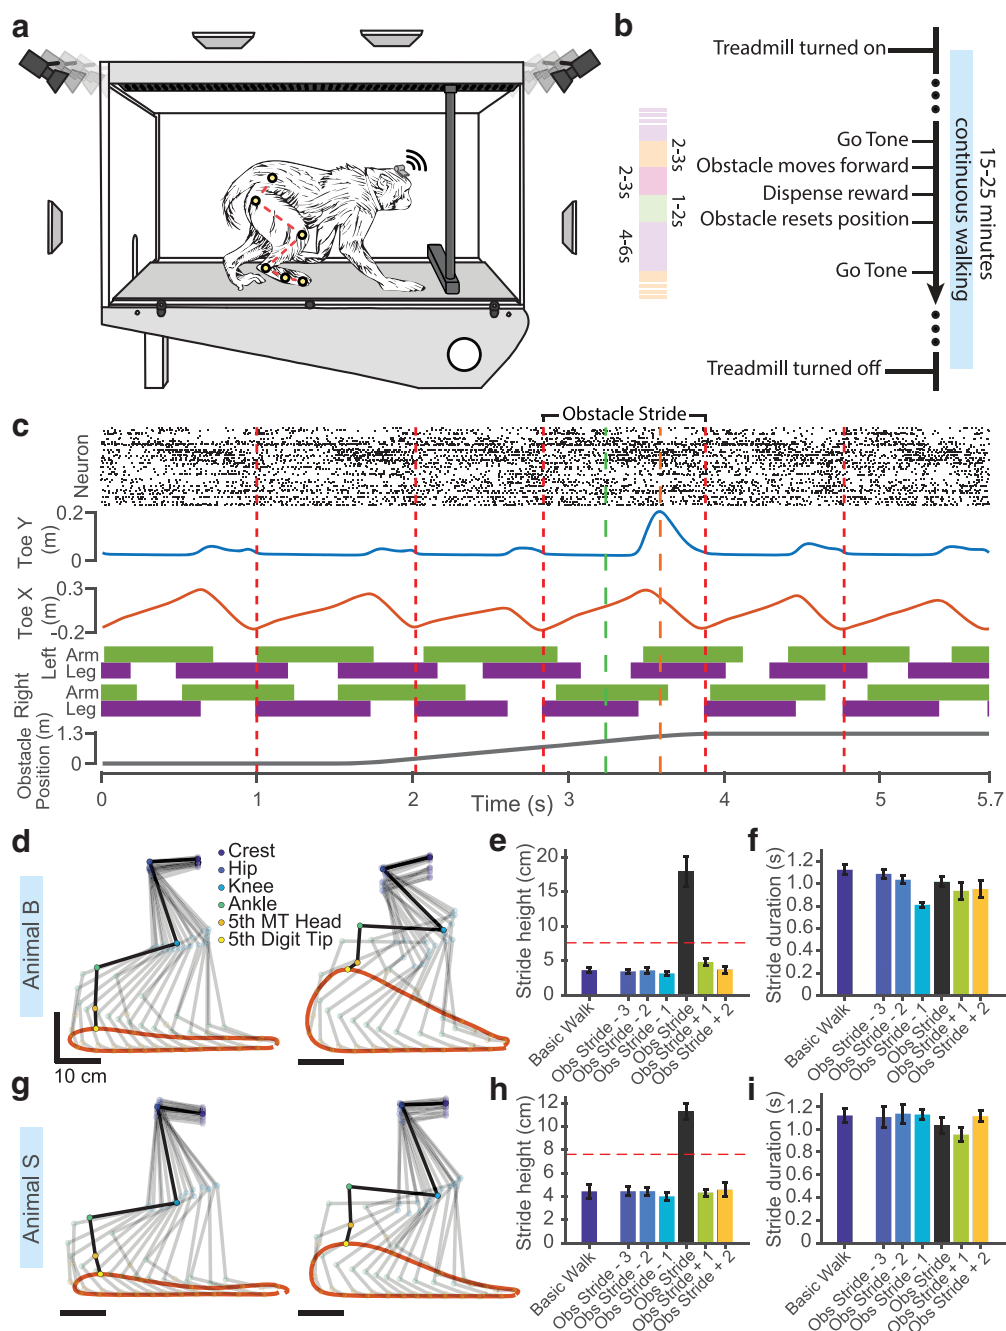 a
b
Treadmill turned on
Go Tone
Obstacle moves forward
Dispense reward
Obstacle resets position
Go Tone
Treadmill turned off
2-3s
2-3s
1-2s
4-6s
continuous walking
15-25 minutes
c
Obstacle Stride
Neuron
Toe Y
(m)
0.2
0
Toe X
(m)
0.3
-0.2
Left
Arm
Leg
Right
Arm
Leg
Obstacle
Position (m)
1.3
0
0 1 2 3 4 5 5.7
Time (s)
d
Animal B
Crest
Hip
Knee
Ankle
5th MT Head
5th Digit Tip
10 cm
e
Stride height (cm)
20
15
10
5
0
Basic Walk
Obs Stride - 3
Obs Stride - 2
Obs Stride - 1
Obs Stride
Obs Stride + 1
Obs Stride + 2
f
Stride duration (s)
1.2
1.0
0.8
0.6
0.4
0.2
0
Basic Walk
Obs Stride - 3
Obs Stride - 2
Obs Stride - 1
Obs Stride
Obs Stride + 1
Obs Stride + 2
g
Animal S
h
Stride height (cm)
12
10
8
6
4
2
0
Basic Walk
Obs Stride - 3
Obs Stride - 2
Obs Stride - 1
Obs Stride
Obs Stride + 1
Obs Stride + 2
i
Stride duration (s)
1.2
1.0
0.8
0.6
0.4
0.2
0
Basic Walk
Obs Stride - 3
Obs Stride - 2
Obs Stride - 1
Obs Stride
Obs Stride + 1
Obs Stride + 2